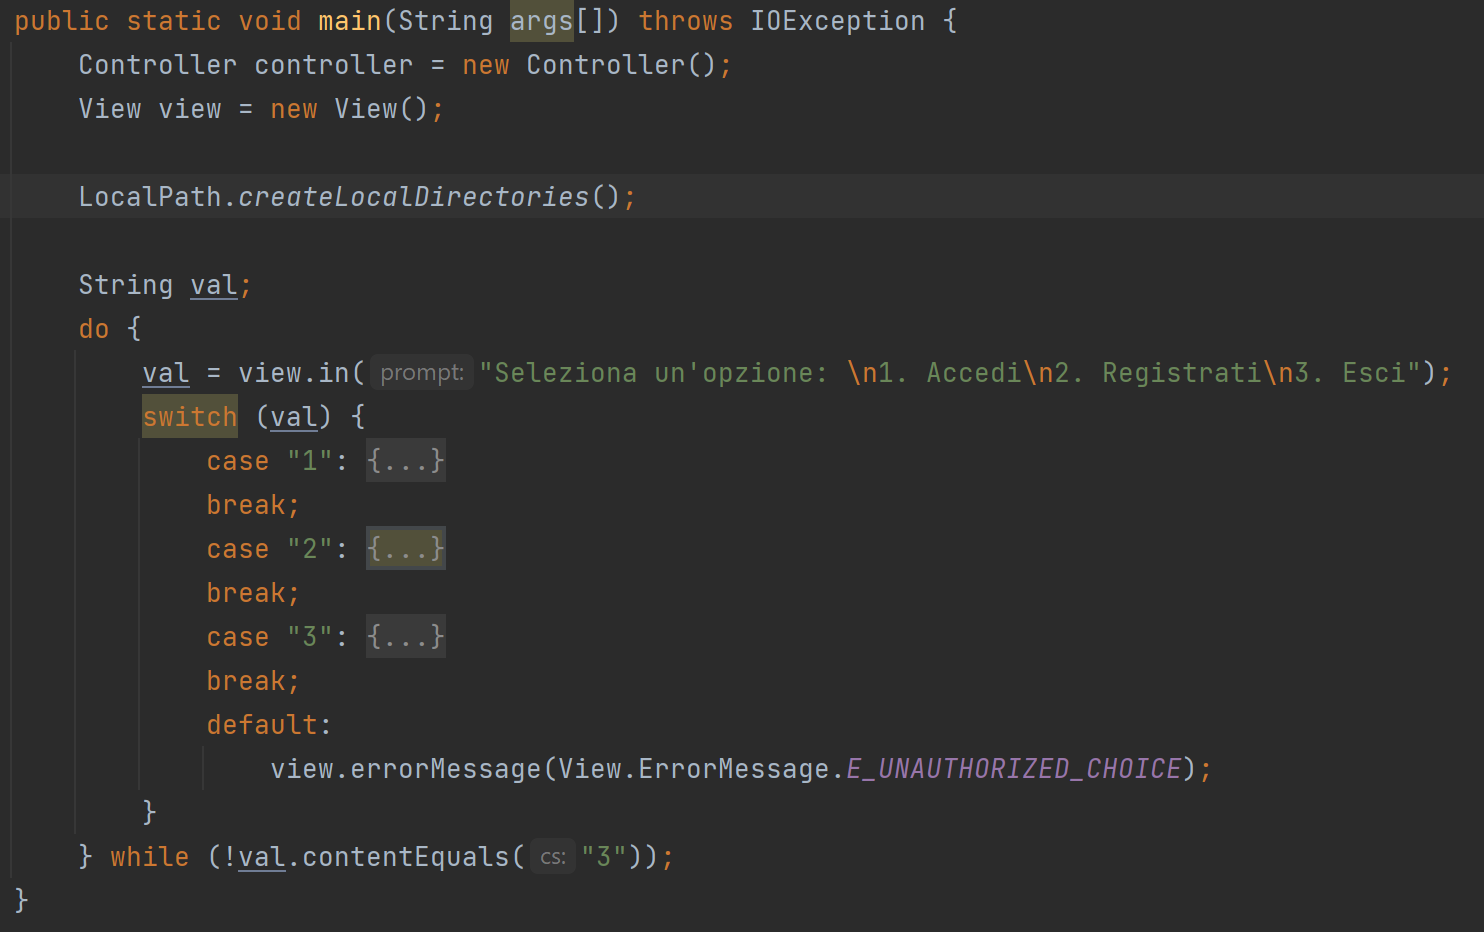 public static void main(String args[]) throws IOException {
Controller controller = new Controller();
View view = new View();
LocalPath.createLocalDirectories();
String val;
do {
val = view.in( prompt: "Seleziona un'opzione: \n1. Accedi\n2. Registrati\n3. Esci");
switch (val) {
case "1": {...}
break;
case "2": {...}
break;
case "3": {...}
break;
default:
view.errorMessage(View.ErrorMessage.E_UNAUTHORIZED_CHOICE);
}
} while (!val.contentEquals( cs: "3"));
}